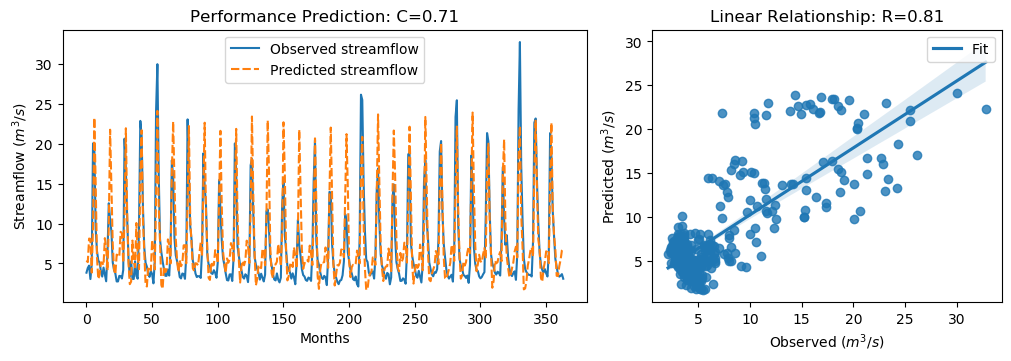 Performance Prediction: C=0.71
Observed streamflow
Predicted streamflow
Streamflow (m³/s)
30
25
20
15
10
5
0
50
100
150
200
250
300
350
Months
Linear Relationship: R=0.81
Fit
Predicted (m³/s)
30
25
20
15
10
5
5
10
15
20
25
30
Observed (m³/s)